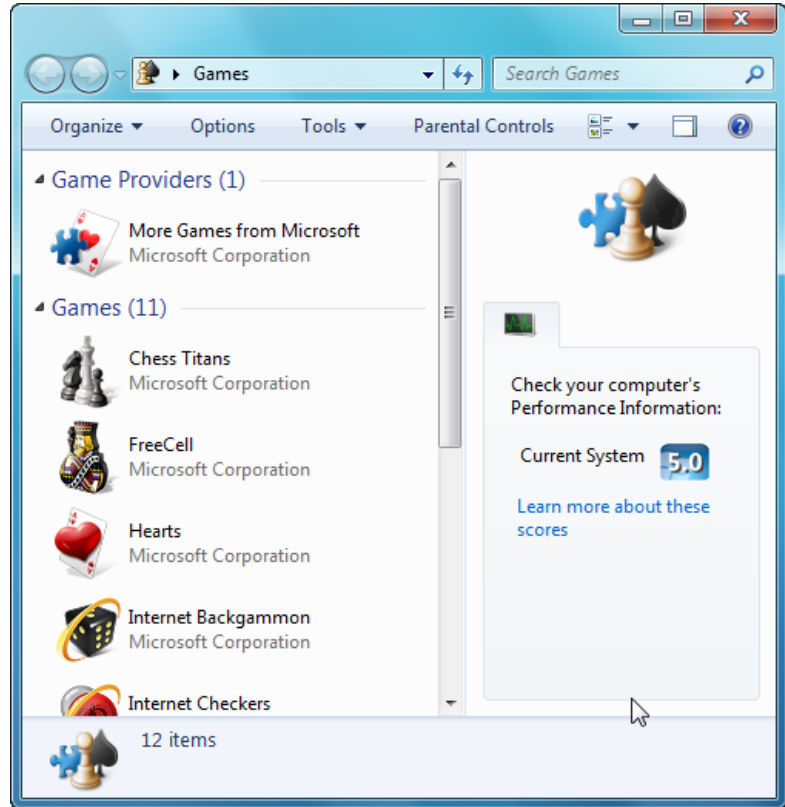 Games
Search Games
Organize
Options
Tools
Parental Controls
Game Providers (1)
More Games from Microsoft
Microsoft Corporation
Games (11)
Chess Titans
Microsoft Corporation
FreeCell
Microsoft Corporation
Hearts
Microsoft Corporation
Internet Backgammon
Microsoft Corporation
Internet Checkers
Check your computer's
Performance Information:
Current System
5.0
Learn more about these
scores
12 items